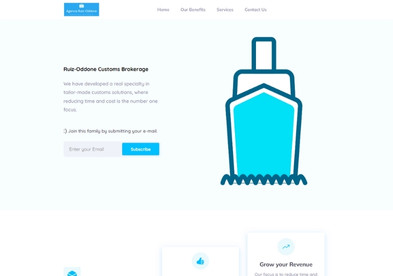 Agencia Ruiz-Oddone
Home Our Benefits Services Contact Us
Ruiz-Oddone Customs Brokerage
We have developed a real specialty in
tailor-made customs solutions, where
reducing time and cost is the number one
focus.
:) Join this family by submitting your e-mail
Enter your Email Subscribe
Grow your Revenue
Our focus is to reduce time and